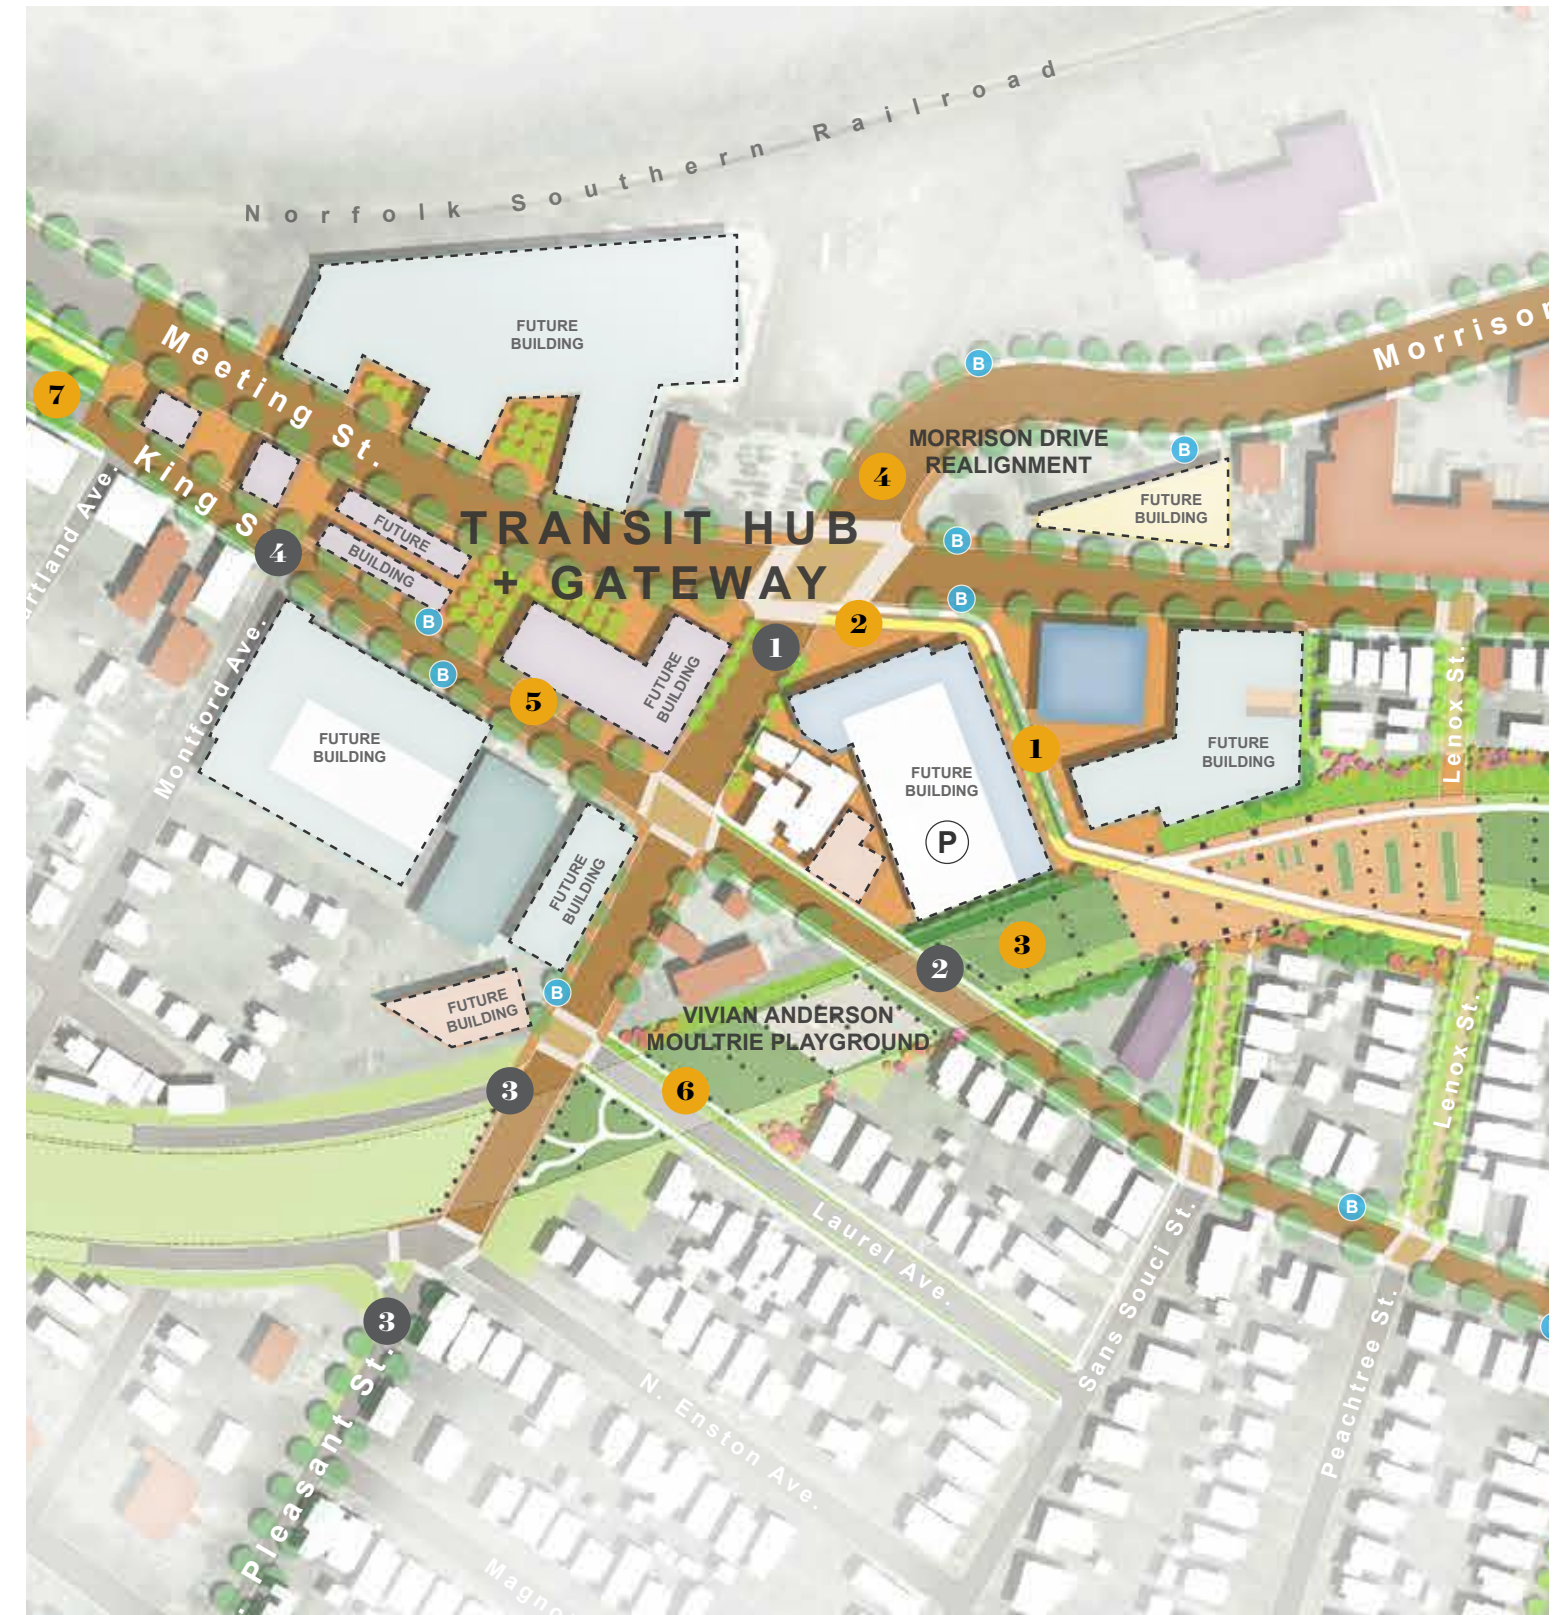 Norfolk Southern Railroad
FUTURE
BUILDING
Meeting St.
Morrison
B
7
MORRISON DRIVE
REALIGNMENT
B
4
King S
FUTURE
BUILDING
TRANSIT HUB
+ GATEWAY
FUTURE
BUILDING
B
4
B
B
2
1
Montford Ave.
B
5
FUTURE
BUILDING
Lenox St.
FUTURE
BUILDING
1
FUTURE
BUILDING
FUTURE
BUILDING
P
FUTURE
BUILDING
3
2
B
FUTURE
BUILDING
VIVIAN ANDERSON
MOULTRIE PLAYGROUND
Lenox St.
3
6
B
Laurel Ave.
Sans Souci St.
3
Peachtree St.
N. Enston Ave.
Pleasant St.